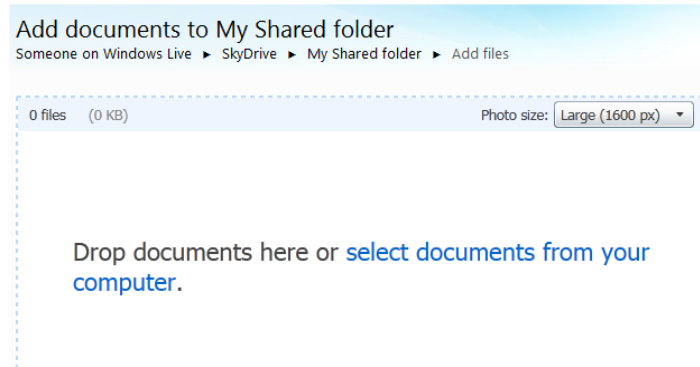 Add documents to My Shared folder
Someone on Windows Live ► SkyDrive ► My Shared folder ► Add files
0 files (0 KB) Photo size: Large (1600 px)
Drop documents here or select documents from your
computer.